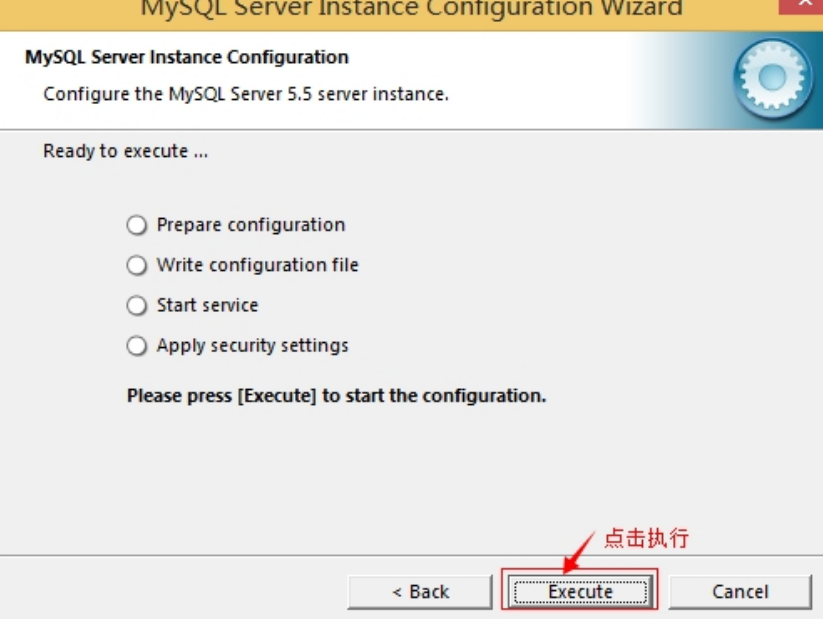 MySQL Server Instance Configuration Wizard
MySQL Server Instance Configuration
Configure the MySQL Server 5.5 server instance.
Ready to execute ...
Prepare configuration
Write configuration file
Start service
Apply security settings
Please press [Execute] to start the configuration.
点击执行
< Back
Execute
Cancel